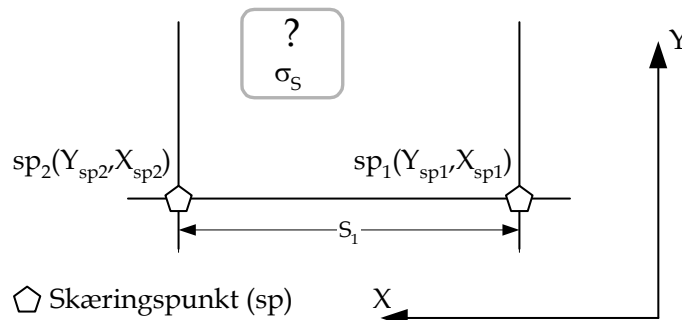 ?
σS
Y
sp2(Ysp2,Xsp2)
sp1(Ysp1,Xsp1)
S1
Skæringspunkt (sp)
X